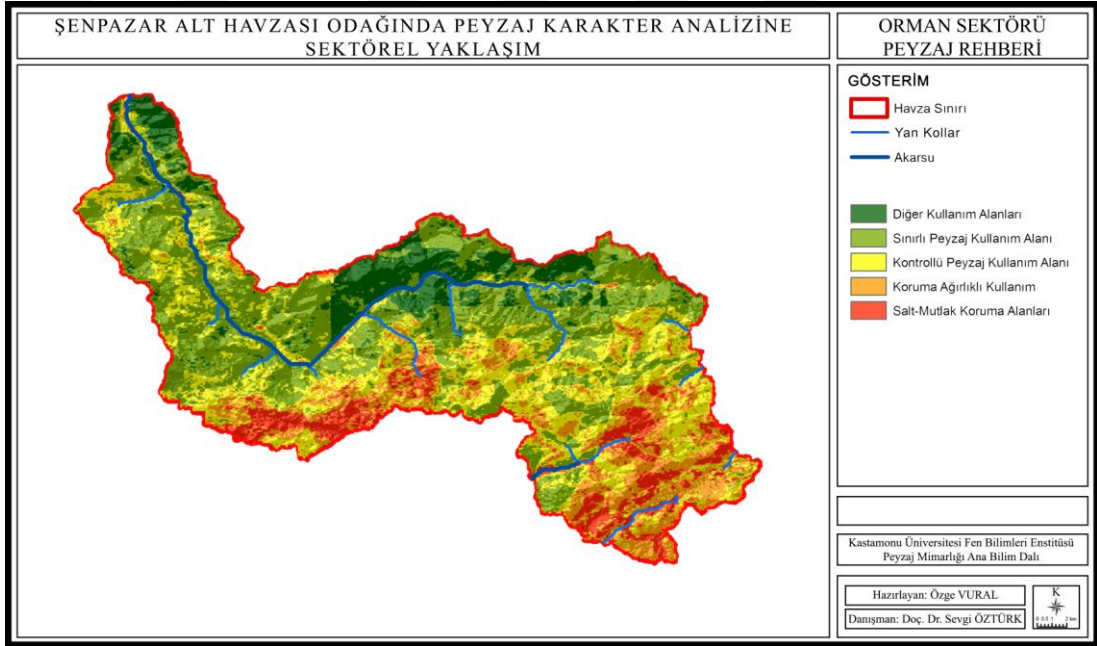 ŞENPAZAR ALT HAVZASI ODAĞINDA PEYZAJ KARAKTER ANALİZİNE
SEKTÖREL YAKLAŞIM
ORMAN SEKTÖRÜ
PEYZAJ REHBERİ
GÖSTERİM
Havza Sınırı
Yan Kollar
Akarsu
Diğer Kullanım Alanları
Sınırlı Peyzaj Kullanım Alanı
Kontrollü Peyzaj Kullanım Alanı
Koruma Ağırlıklı Kullanım
Salt-Mutlak Koruma Alanları
Kastamonu Üniversitesi Fen Bilimleri Enstitüsü
Peyzaj Mimarlığı Ana Bilim Dalı
Hazırlayan: Özge VURAL
Danışman: Doç. Dr. Sevgi ÖZTÜRK
K
2 km